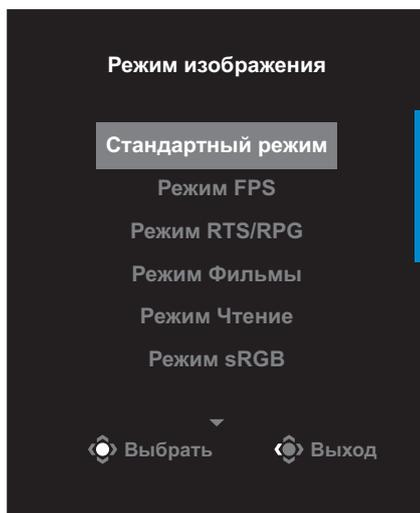 Режим изображения
Стандартный режим
Режим FPS
Режим RTS/RPG
Режим Фильмы
Режим Чтение
Режим sRGB
Выбрать Выход